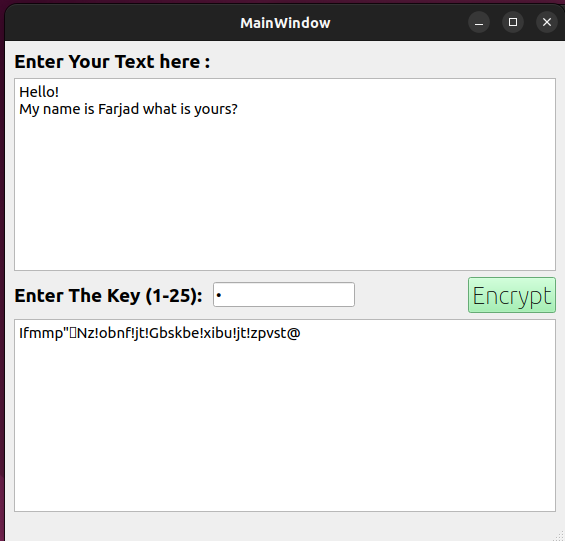 MainWindow
Enter Your Text here :
Hello!
My name is Farjad what is yours?
Enter The Key (1-25): •
Encrypt
Ifmmp"▯Nz!obnf!jt!Gbskbe!xibu!jt!zpvst@